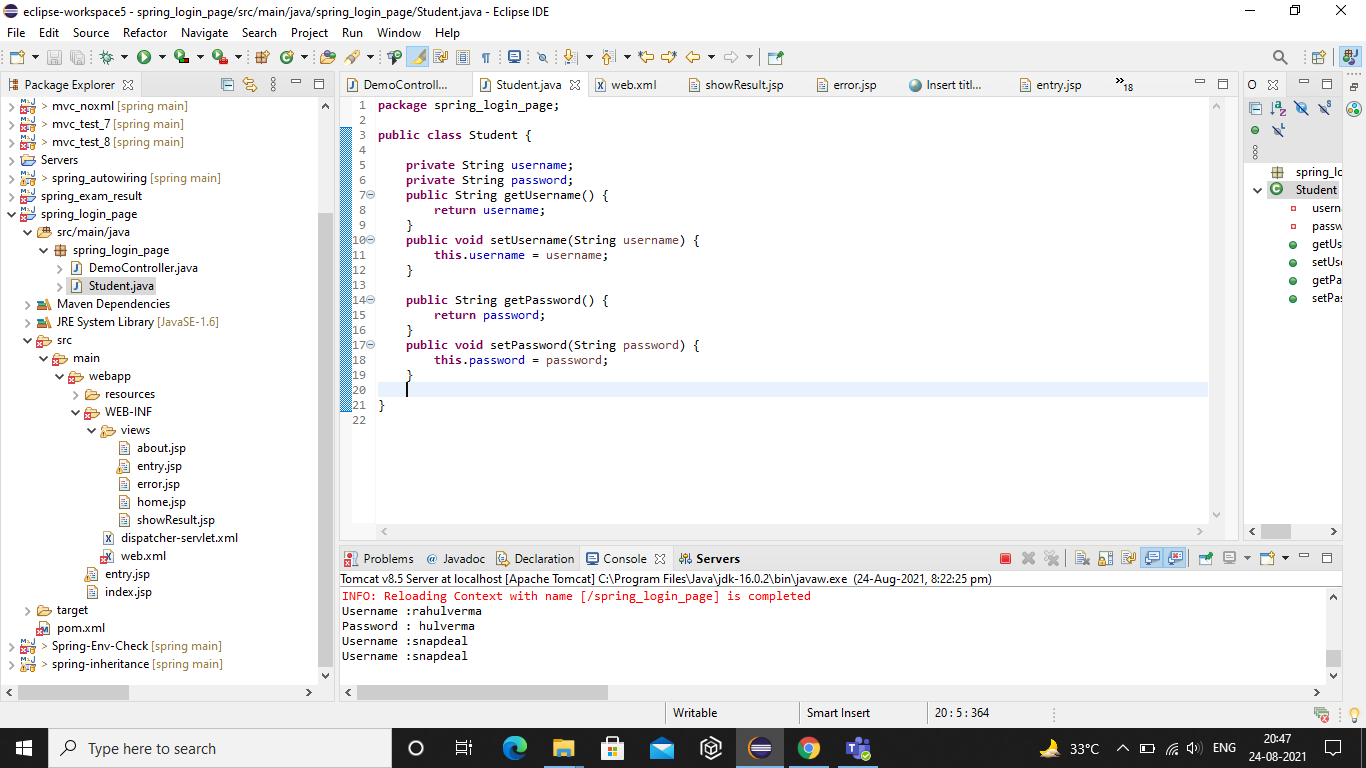 eclipse-workspace5 - spring_login_page/src/main/java/spring_login_page/Student.java - Eclipse IDE
File Edit Source Refactor Navigate Search Project Run Window Help
Package Explorer
> mvc_noxml [spring main]
> mvc_test_7 [spring main]
> mvc_test_8 [spring main]
Servers
> spring_autowiring [spring main]
spring_exam_result
spring_login_page
src/main/java
spring_login_page
DemoController.java
Student.java
Maven Dependencies
JRE System Library [JavaSE-1.6]
src
main
webapp
resources
WEB-INF
views
about.jsp
entry.jsp
error.jsp
home.jsp
showResult.jsp
dispatcher-servlet.xml
web.xml
entry.jsp
index.jsp
target
pom.xml
> Spring-Env-Check [spring main]
> spring-inheritance [spring main]
DemoControll... Student.java web.xml showResult.jsp error.jsp Insert titl... entry.jsp »18
1 package spring_login_page;
2
3 public class Student {
4
5 private String username;
6 private String password;
7 public String getUsername() {
8 return username;
9 }
10 public void setUsername(String username) {
11 this.username = username;
12 }
13
14 public String getPassword() {
15 return password;
16 }
17 public void setPassword(String password) {
18 this.password = password;
19 }
20
21 }
22
O
spring_lo
Student
usern
passw
getUs
setUse
getPa
setPas
Problems @ Javadoc Declaration Console Servers
Tomcat v8.5 Server at localhost [Apache Tomcat] C:\Program Files\Java\jdk-16.0.2\bin\javaw.exe (24-Aug-2021, 8:22:25 pm)
INFO: Reloading Context with name [/spring_login_page] is completed
Username :rahulverma
Password : hulverma
Username :snapdeal
Username :snapdeal
Writable Smart Insert 20 : 5 : 364
Type here to search
33°C ENG 20:47
24-08-2021